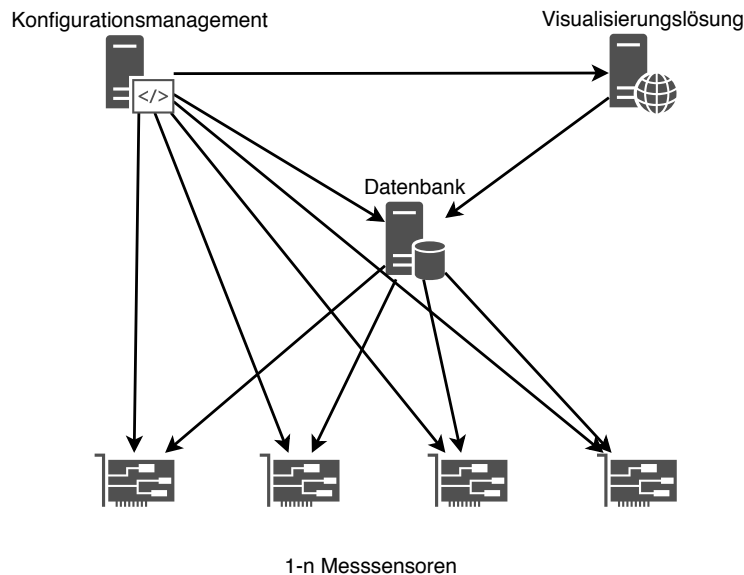 Konfigurationsmanagement
Visualisierungslösung
</>
Datenbank
1-n Messsensoren